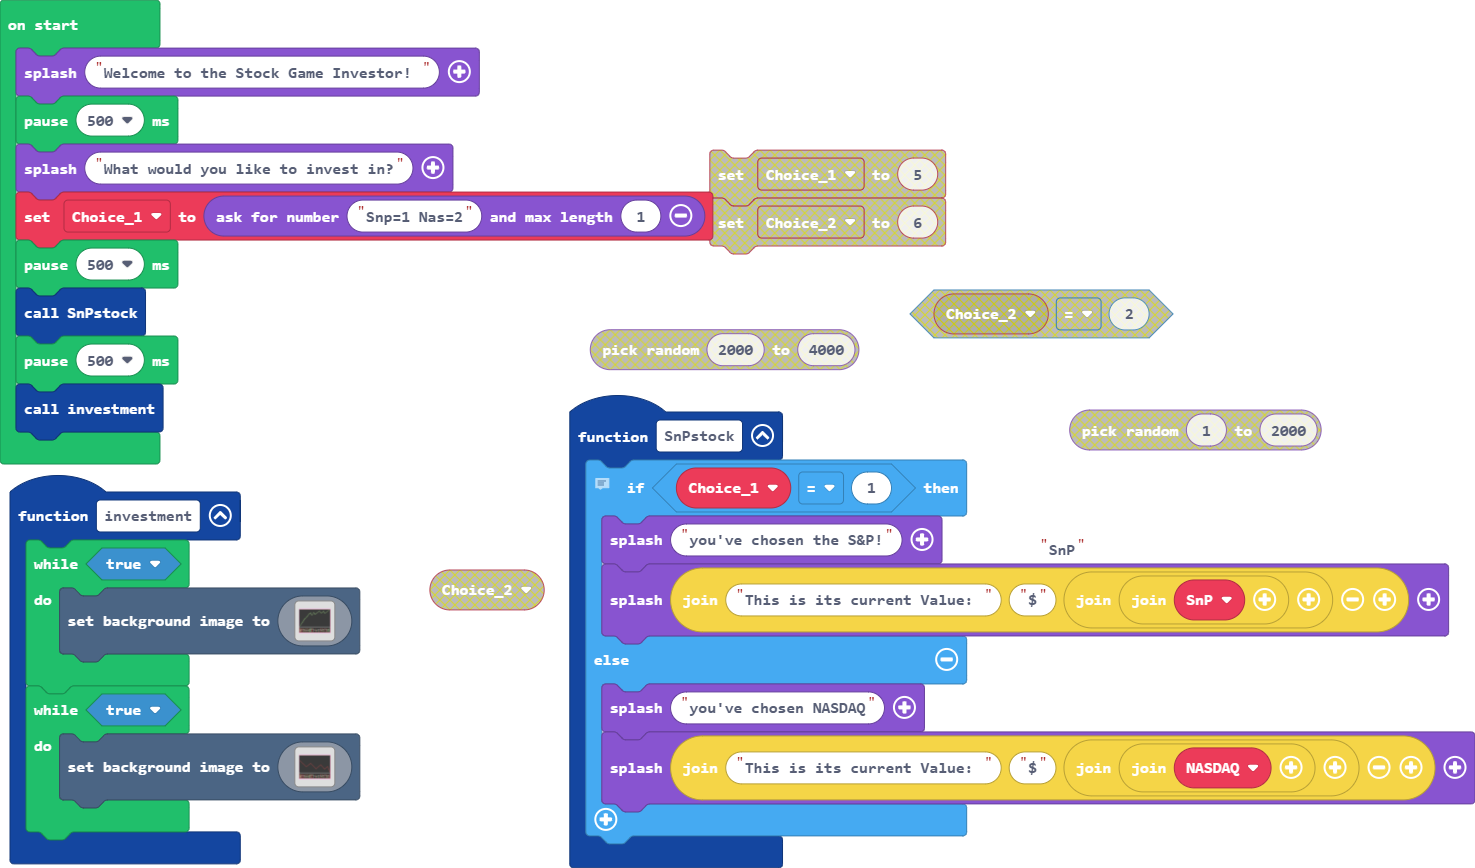 on start
splash "Welcome to the Stock Game Investor! "
pause 500 ms
splash "What would you like to invest in?"
set Choice_1 to ask for number "Snp=1 Nas=2" and max length 1
pause 500 ms
call SnPstock
pause 500 ms
call investment
set Choice_1 to 5
set Choice_2 to 6
Choice_2 = 2
pick random 2000 to 4000
pick random 1 to 2000
function investment
while true
do
set background image to
while true
do
set background image to
Choice_2
function SnPstock
if Choice_1 = 1 then
splash "you've chosen the S&P!"
"SnP"
splash join "This is its current Value: " "$" join join SnP
else
splash "you've chosen NASDAQ"
splash join "This is its current Value: " "$" join join NASDAQ